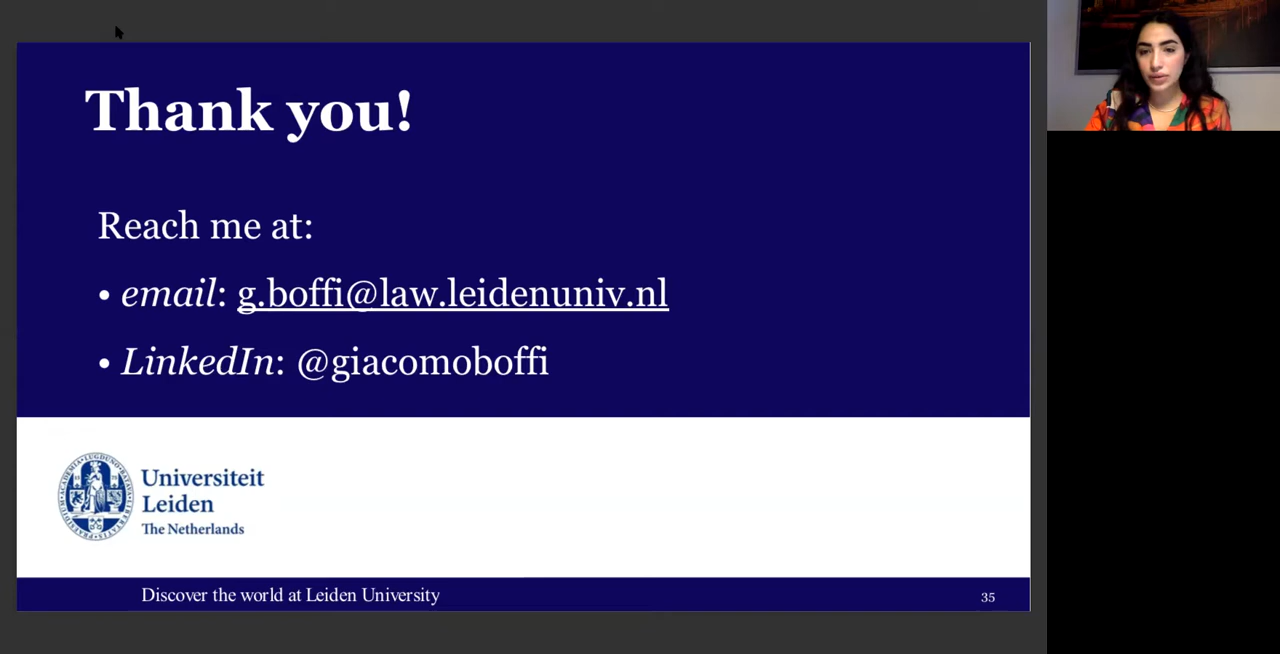 Thank you!
Reach me at:
• email: g.boffi@law.leidenuniv.nl
• LinkedIn: @giacomoboffi
Universiteit
Leiden
The Netherlands
Discover the world at Leiden University
35